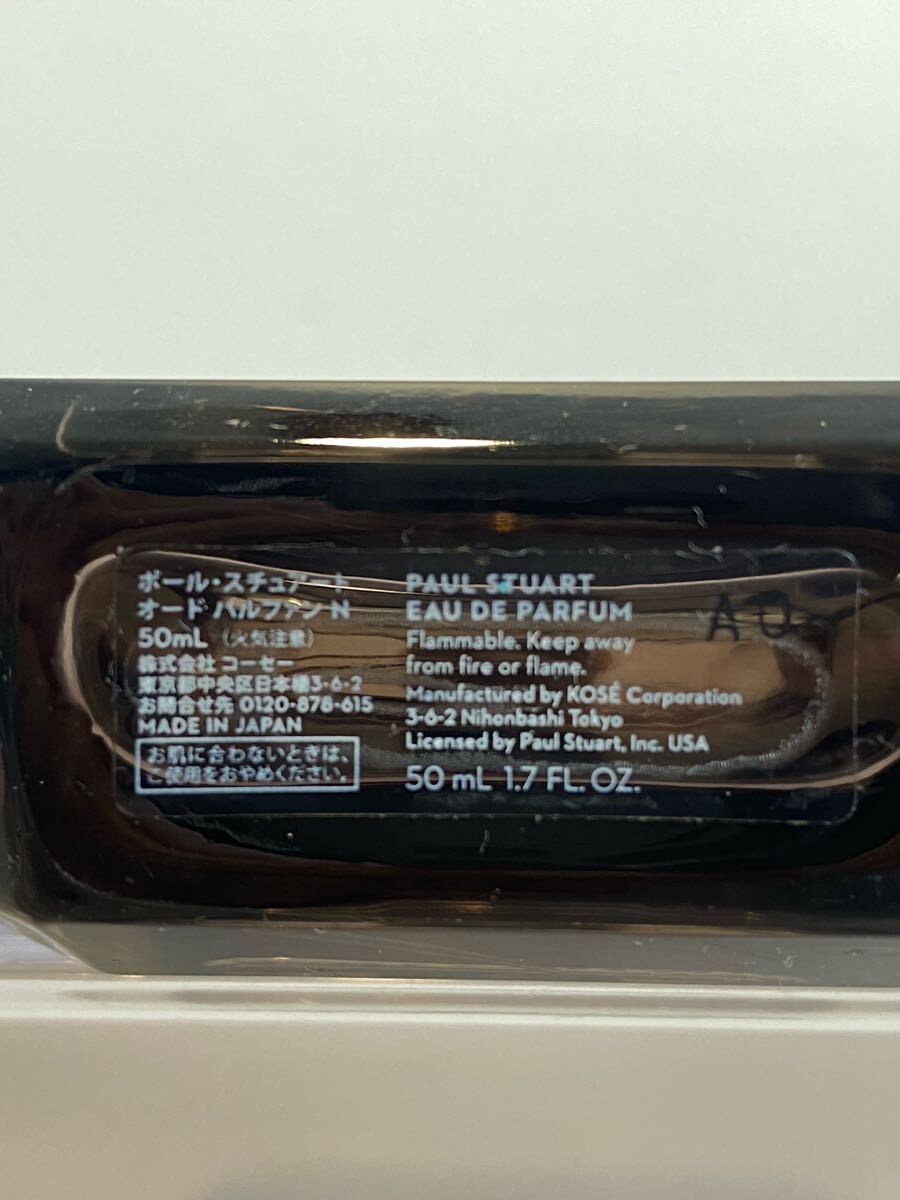 ポール・スチュアート
オード パルファン N
50mL （火気注意）
株式会社 コーセー
東京都中央区日本橋3-6-2
お問合せ先 0120-878-615
MADE IN JAPAN
お肌に合わないときは、
ご使用をおやめください。
PAUL STUART
EAU DE PARFUM
Flammable. Keep away
from fire or flame.
Manufactured by KOSÉ Corporation
3-6-2 Nihonbashi Tokyo
Licensed by Paul Stuart, Inc. USA
50 mL 1.7 FL. OZ.